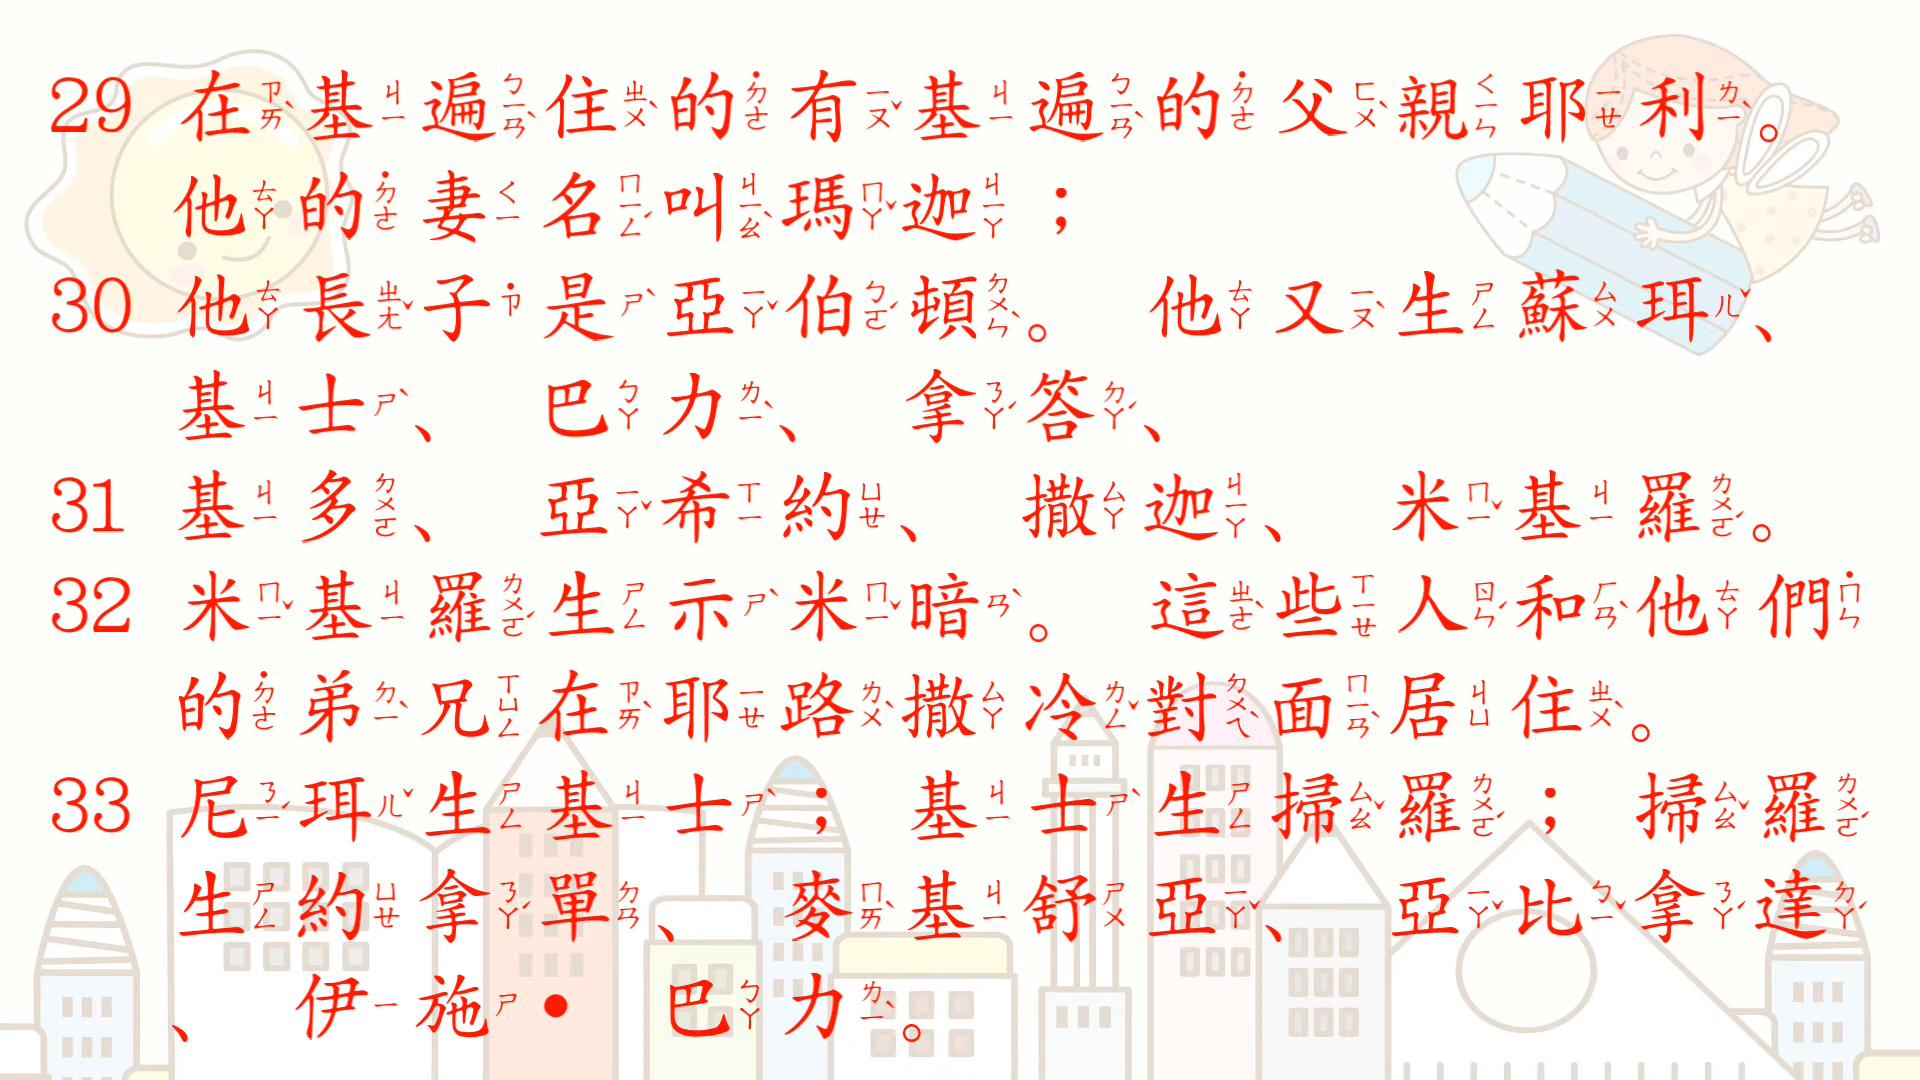 29 在基遍住的有基遍的父親耶利。
他的妻名叫瑪迦；
30 他長子是亞伯頓。 他又生蘇珥、
基士、 巴力、 拿答、
31 基多、 亞希約、 撒迦、 米基羅。
32 米基羅生示米暗。 這些人和他們
的弟兄在耶路撒冷對面居住。
33 尼珥生基士； 基士生掃羅； 掃羅
生約拿單、 麥基舒亞、 亞比拿達
、 伊施• 巴力。